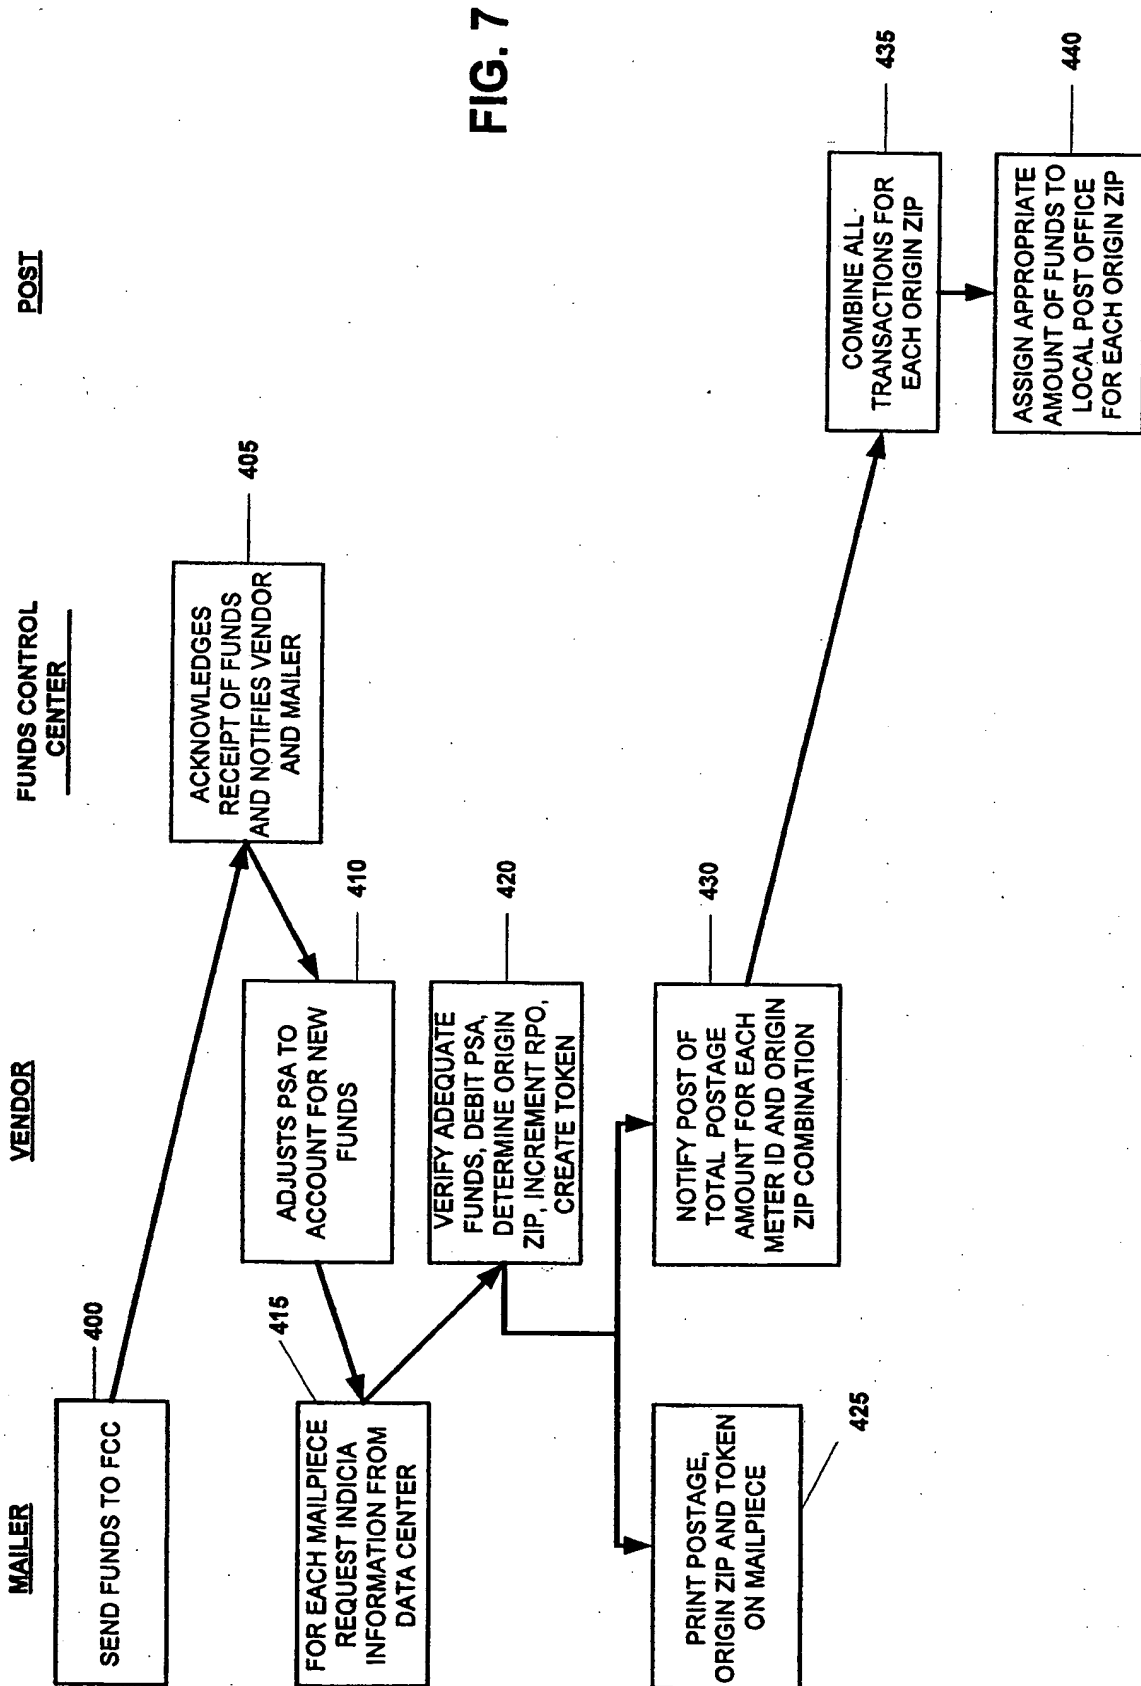 MAILER
VENDOR
FUNDS CONTROL
CENTER
POST
400
SEND FUNDS TO FCC
405
ACKNOWLEDGES
RECEIPT OF FUNDS
AND NOTIFIES VENDOR
AND MAILER
410
ADJUSTS PSA TO
ACCOUNT FOR NEW
FUNDS
415
FOR EACH MAILPIECE
REQUEST INDICIA
INFORMATION FROM
DATA CENTER
420
VERIFY ADEQUATE
FUNDS, DEBIT PSA,
DETERMINE ORIGIN
ZIP, INCREMENT RPO,
CREATE TOKEN
425
PRINT POSTAGE,
ORIGIN ZIP AND TOKEN
ON MAILPIECE
430
NOTIFY POST OF
TOTAL POSTAGE
AMOUNT FOR EACH
METER ID AND ORIGIN
ZIP COMBINATION
435
COMBINE ALL
TRANSACTIONS FOR
EACH ORIGIN ZIP
440
ASSIGN APPROPRIATE
AMOUNT OF FUNDS TO
LOCAL POST OFFICE
FOR EACH ORIGIN ZIP
FIG. 7